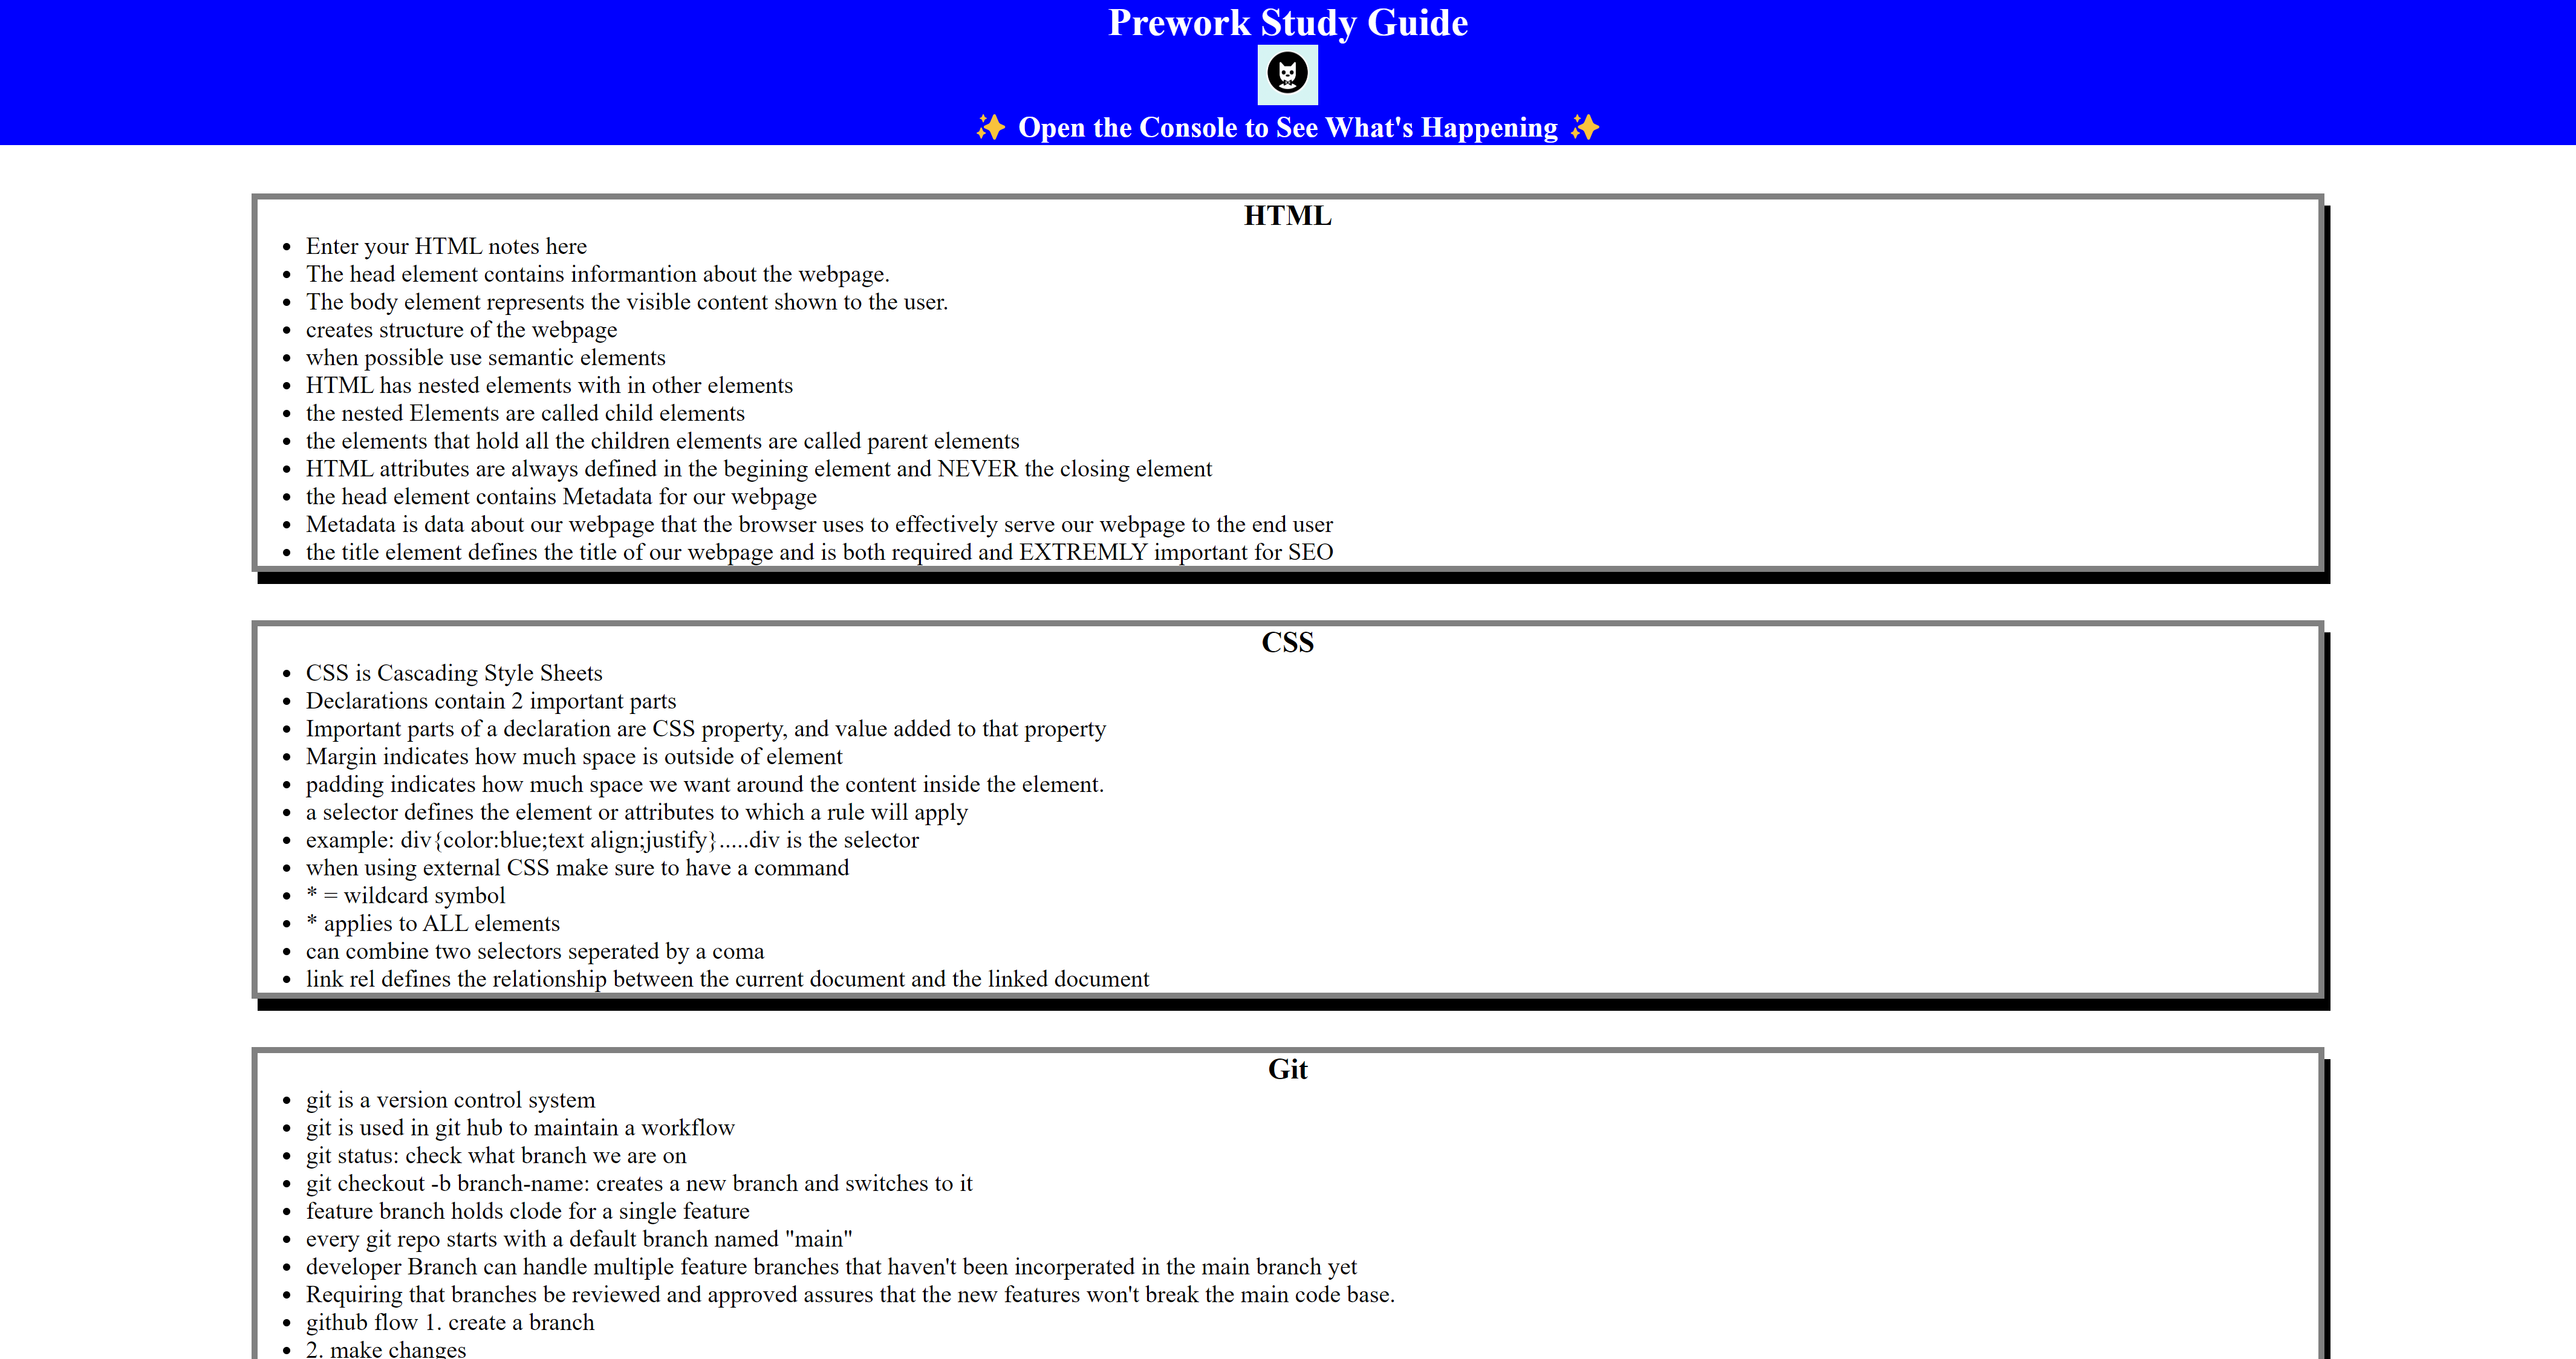 Prework Study Guide
✨ Open the Console to See What's Happening ✨
HTML
• Enter your HTML notes here
• The head element contains informantion about the webpage.
• The body element represents the visible content shown to the user.
• creates structure of the webpage
• when possible use semantic elements
• HTML has nested elements with in other elements
• the nested Elements are called child elements
• the elements that hold all the children elements are called parent elements
• HTML attributes are always defined in the begining element and NEVER the closing element
• the head element contains Metadata for our webpage
• Metadata is data about our webpage that the browser uses to effectively serve our webpage to the end user
• the title element defines the title of our webpage and is both required and EXTREMLY important for SEO
CSS
• CSS is Cascading Style Sheets
• Declarations contain 2 important parts
• Important parts of a declaration are CSS property, and value added to that property
• Margin indicates how much space is outside of element
• padding indicates how much space we want around the content inside the element.
• a selector defines the element or attributes to which a rule will apply
• example: div{color:blue;text align;justify}.....div is the selector
• when using external CSS make sure to have a command
• * = wildcard symbol
• * applies to ALL elements
• can combine two selectors seperated by a coma
• link rel defines the relationship between the current document and the linked document
Git
• git is a version control system
• git is used in git hub to maintain a workflow
• git status: check what branch we are on
• git checkout -b branch-name: creates a new branch and switches to it
• feature branch holds clode for a single feature
• every git repo starts with a default branch named "main"
• developer Branch can handle multiple feature branches that haven't been incorperated in the main branch yet
• Requiring that branches be reviewed and approved assures that the new features won't break the main code base.
• github flow 1. create a branch
• 2. make changes